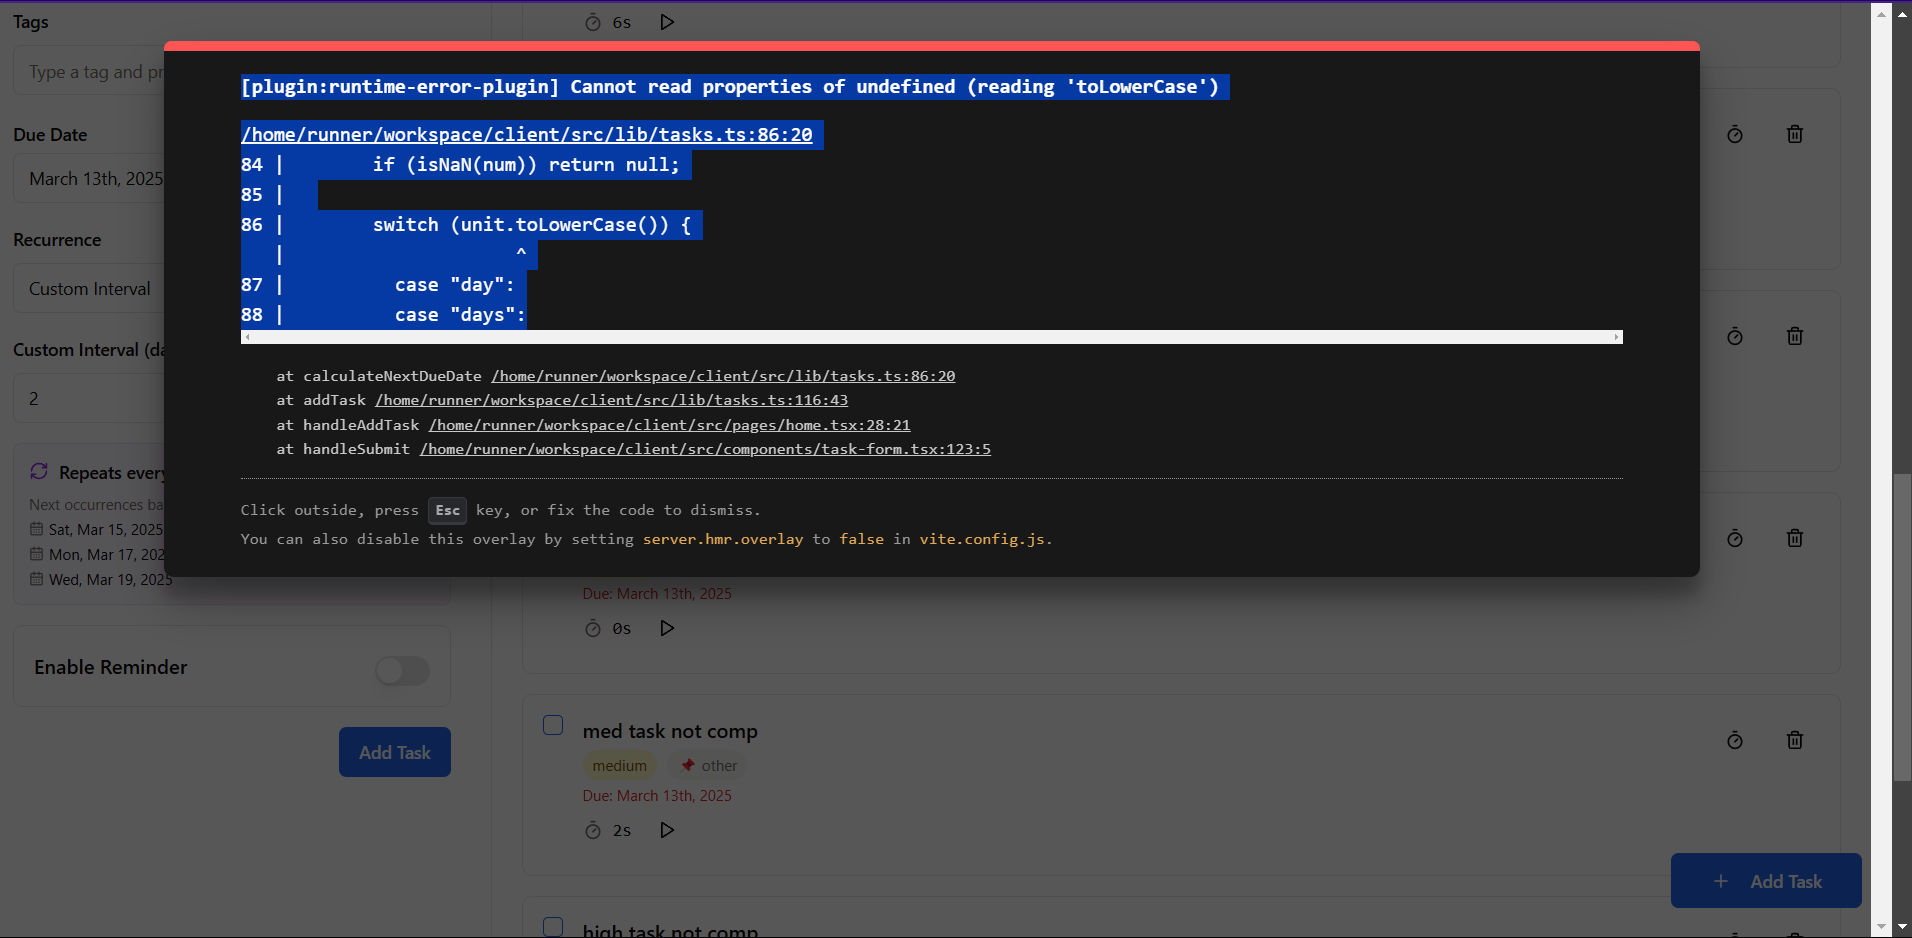 Tags
6s
Type a tag and pr
[plugin:runtime-error-plugin] Cannot read properties of undefined (reading 'toLowerCase')
/home/runner/workspace/client/src/lib/tasks.ts:86:20
84 |        if (isNaN(num)) return null;
85 |
86 |        switch (unit.toLowerCase()) {
|                     ^
87 |          case "day":
88 |          case "days":
at calculateNextDueDate /home/runner/workspace/client/src/lib/tasks.ts:86:20
at addTask /home/runner/workspace/client/src/lib/tasks.ts:116:43
at handleAddTask /home/runner/workspace/client/src/pages/home.tsx:28:21
at handleSubmit /home/runner/workspace/client/src/components/task-form.tsx:123:5
Click outside, press Esc key, or fix the code to dismiss.
You can also disable this overlay by setting server.hmr.overlay to false in vite.config.js.
Due Date
March 13th, 2025
Recurrence
Custom Interval
Custom Interval (da
2
Repeats every
Next occurrences ba
Sat, Mar 15, 2025
Mon, Mar 17, 202
Wed, Mar 19, 2025
Enable Reminder
Add Task
Due: March 13th, 2025
0s
med task not comp
medium
other
Due: March 13th, 2025
2s
+ Add Task
high task not comp